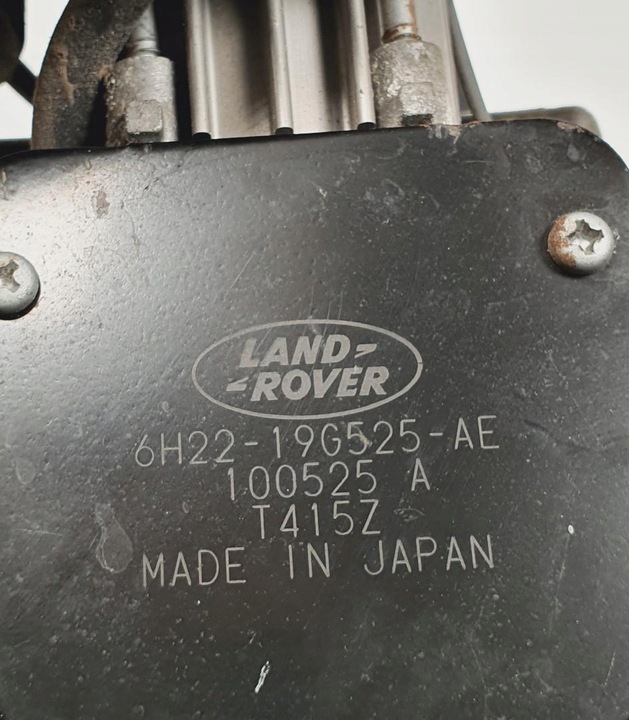 LAND
ROVER
6H22-19G525-AE
100525 A
T415Z
MADE IN JAPAN